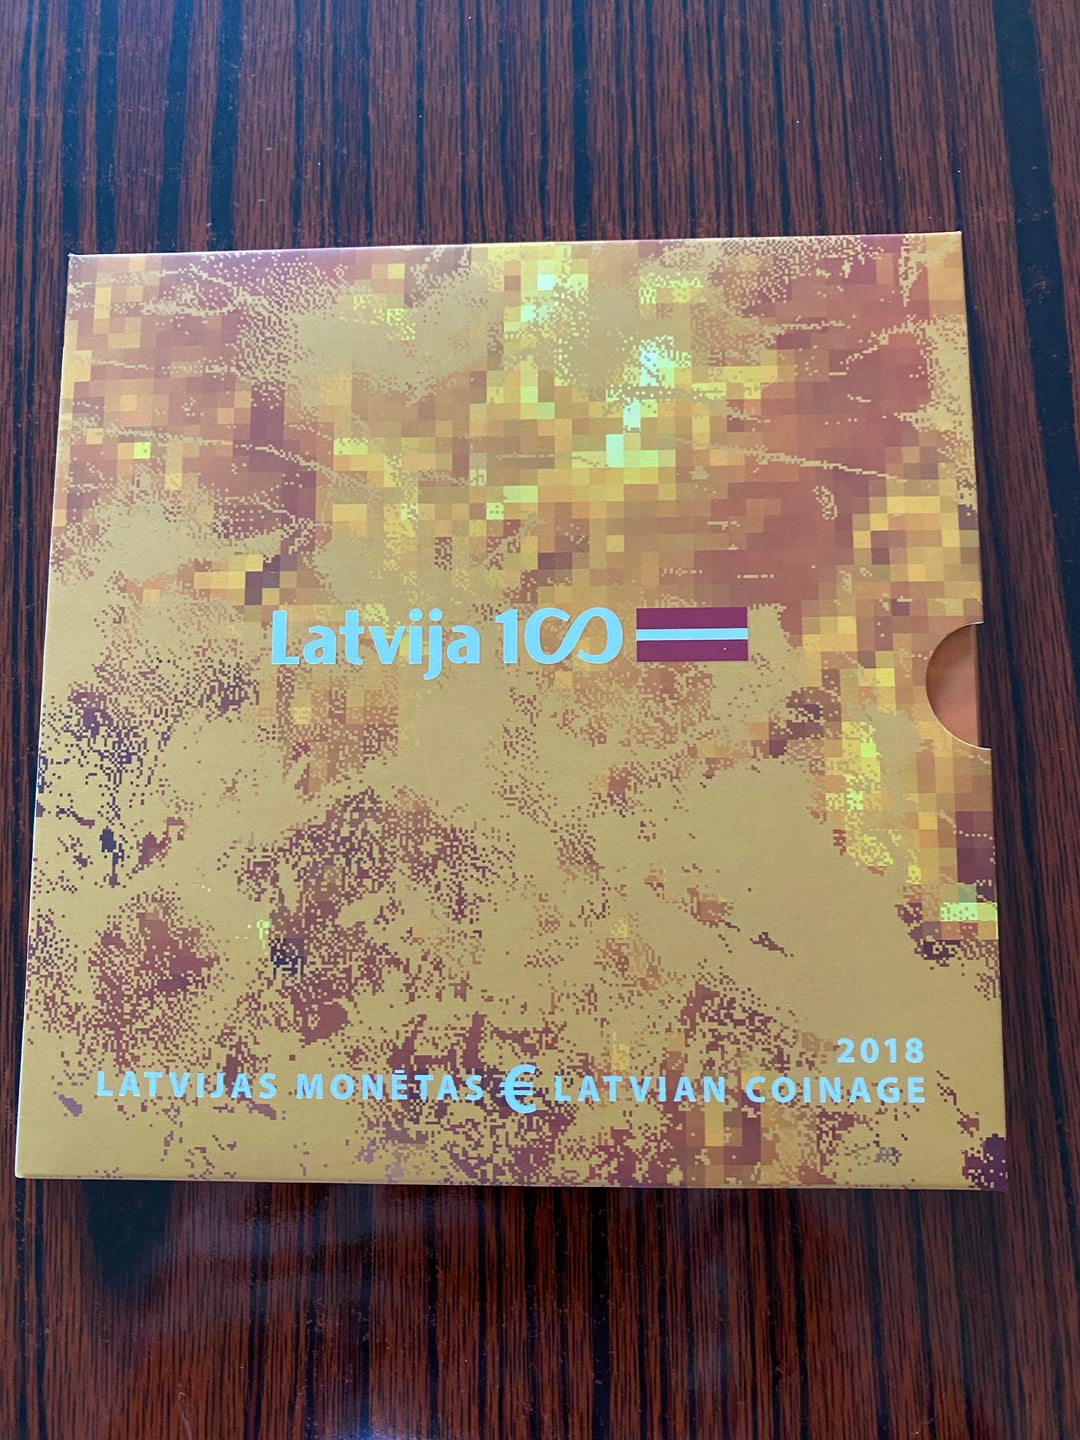 Latvija 100
2018
LATVIJAS MONĒTAS € LATVIAN COINAGE